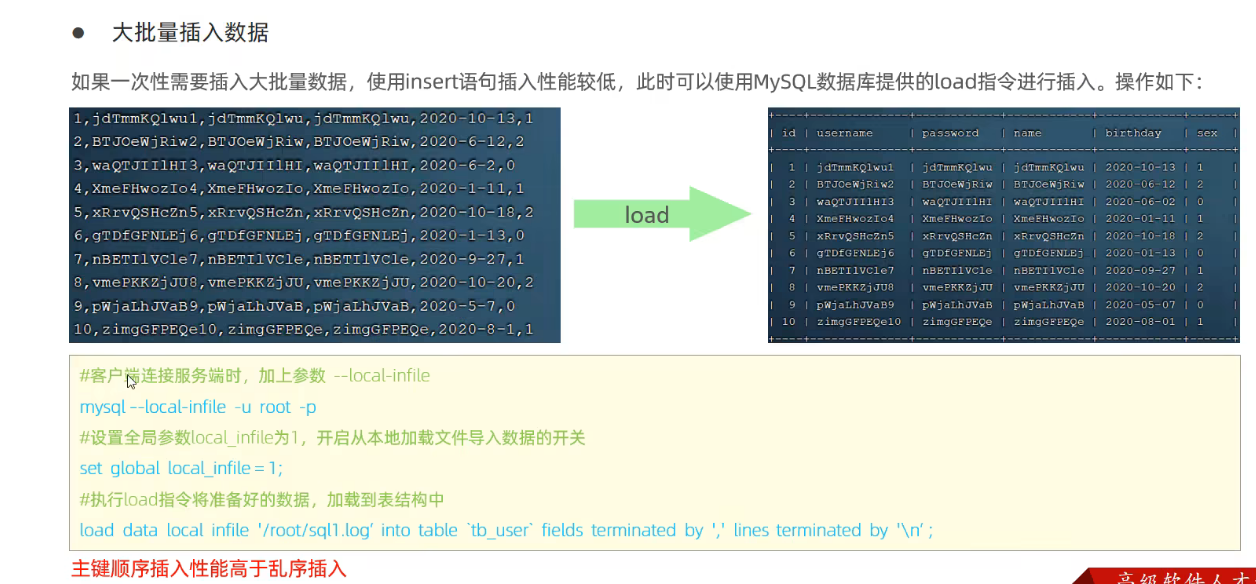 ● 大批量插入数据
如果一次性需要插入大批量数据，使用insert语句插入性能较低，此时可以使用MySQL数据库提供的load指令进行插入。操作如下：
1,jdTmmKQlwu1,jdTmmKQlwu,jdTmmKQlwu,2020-10-13,1
2,BTJOeWjRiw2,BTJOeWjRiw,BTJOeWjRiw,2020-6-12,2
3,waQTJIIlHI3,waQTJIIlHI,waQTJIIlHI,2020-6-2,0
4,XmeFHwozIo4,XmeFHwozIo,XmeFHwozIo,2020-1-11,1
5,xRrvQSHcZn5,xRrvQSHcZn,xRrvQSHcZn,2020-10-18,2
6,gTDfGFNLEj6,gTDfGFNLEj,gTDfGFNLEj,2020-1-13,0
7,nBETIlVCle7,nBETIlVCle,nBETIlVCle,2020-9-27,1
8,vmePKKZjJU8,vmePKKZjJU,vmePKKZjJU,2020-10-20,2
9,pWjaLhJVaB9,pWjaLhJVaB,pWjaLhJVaB,2020-5-7,0
10,zimgGFPEQe10,zimgGFPEQe,zimgGFPEQe,2020-8-1,1
load
| id | username | password | name | birthday | sex |
| 1 | jdTmmKQlwu1 | jdTmmKQlwu | jdTmmKQlwu | 2020-10-13 | 1 |
| 2 | BTJOeWjRiw2 | BTJOeWjRiw | BTJOeWjRiw | 2020-06-12 | 2 |
| 3 | waQTJIIlHI3 | waQTJIIlHI | waQTJIIlHI | 2020-06-02 | 0 |
| 4 | XmeFHwozIo4 | XmeFHwozIo | XmeFHwozIo | 2020-01-11 | 1 |
| 5 | xRrvQSHcZn5 | xRrvQSHcZn | xRrvQSHcZn | 2020-10-18 | 2 |
| 6 | gTDfGFNLEj6 | gTDfGFNLEj | gTDfGFNLEj | 2020-01-13 | 0 |
| 7 | nBETIlVCle7 | nBETIlVCle | nBETIlVCle | 2020-09-27 | 1 |
| 8 | vmePKKZjJU8 | vmePKKZjJU | vmePKKZjJU | 2020-10-20 | 2 |
| 9 | pWjaLhJVaB9 | pWjaLhJVaB | pWjaLhJVaB | 2020-05-07 | 0 |
| 10 | zimgGFPEQe10 | zimgGFPEQe | zimgGFPEQe | 2020-08-01 | 1 |
#客户端连接服务端时，加上参数 --local-infile
mysql --local-infile -u root -p
#设置全局参数local_infile为1，开启从本地加载文件导入数据的开关
set global local_infile = 1;
#执行load指令将准备好的数据，加载到表结构中
load data local infile '/root/sql1.log' into table `tb_user` fields terminated by ',' lines terminated by '\n' ;
主键顺序插入性能高于乱序插入
高级软件人才